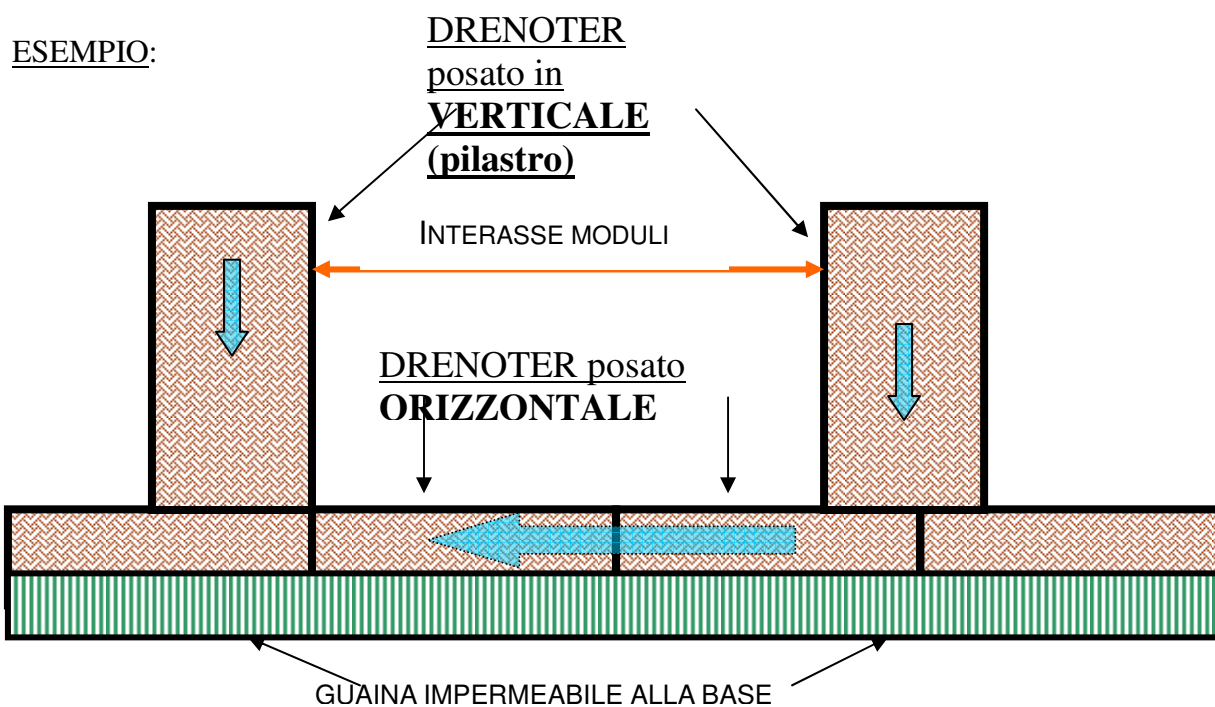 ESEMPIO:
DRENOTER
posato in
VERTICALE
(pilastro)
INTERASSE MODULI
DRENOTER posato
ORIZZONTALE
GUAINA IMPERMEABILE ALLA BASE